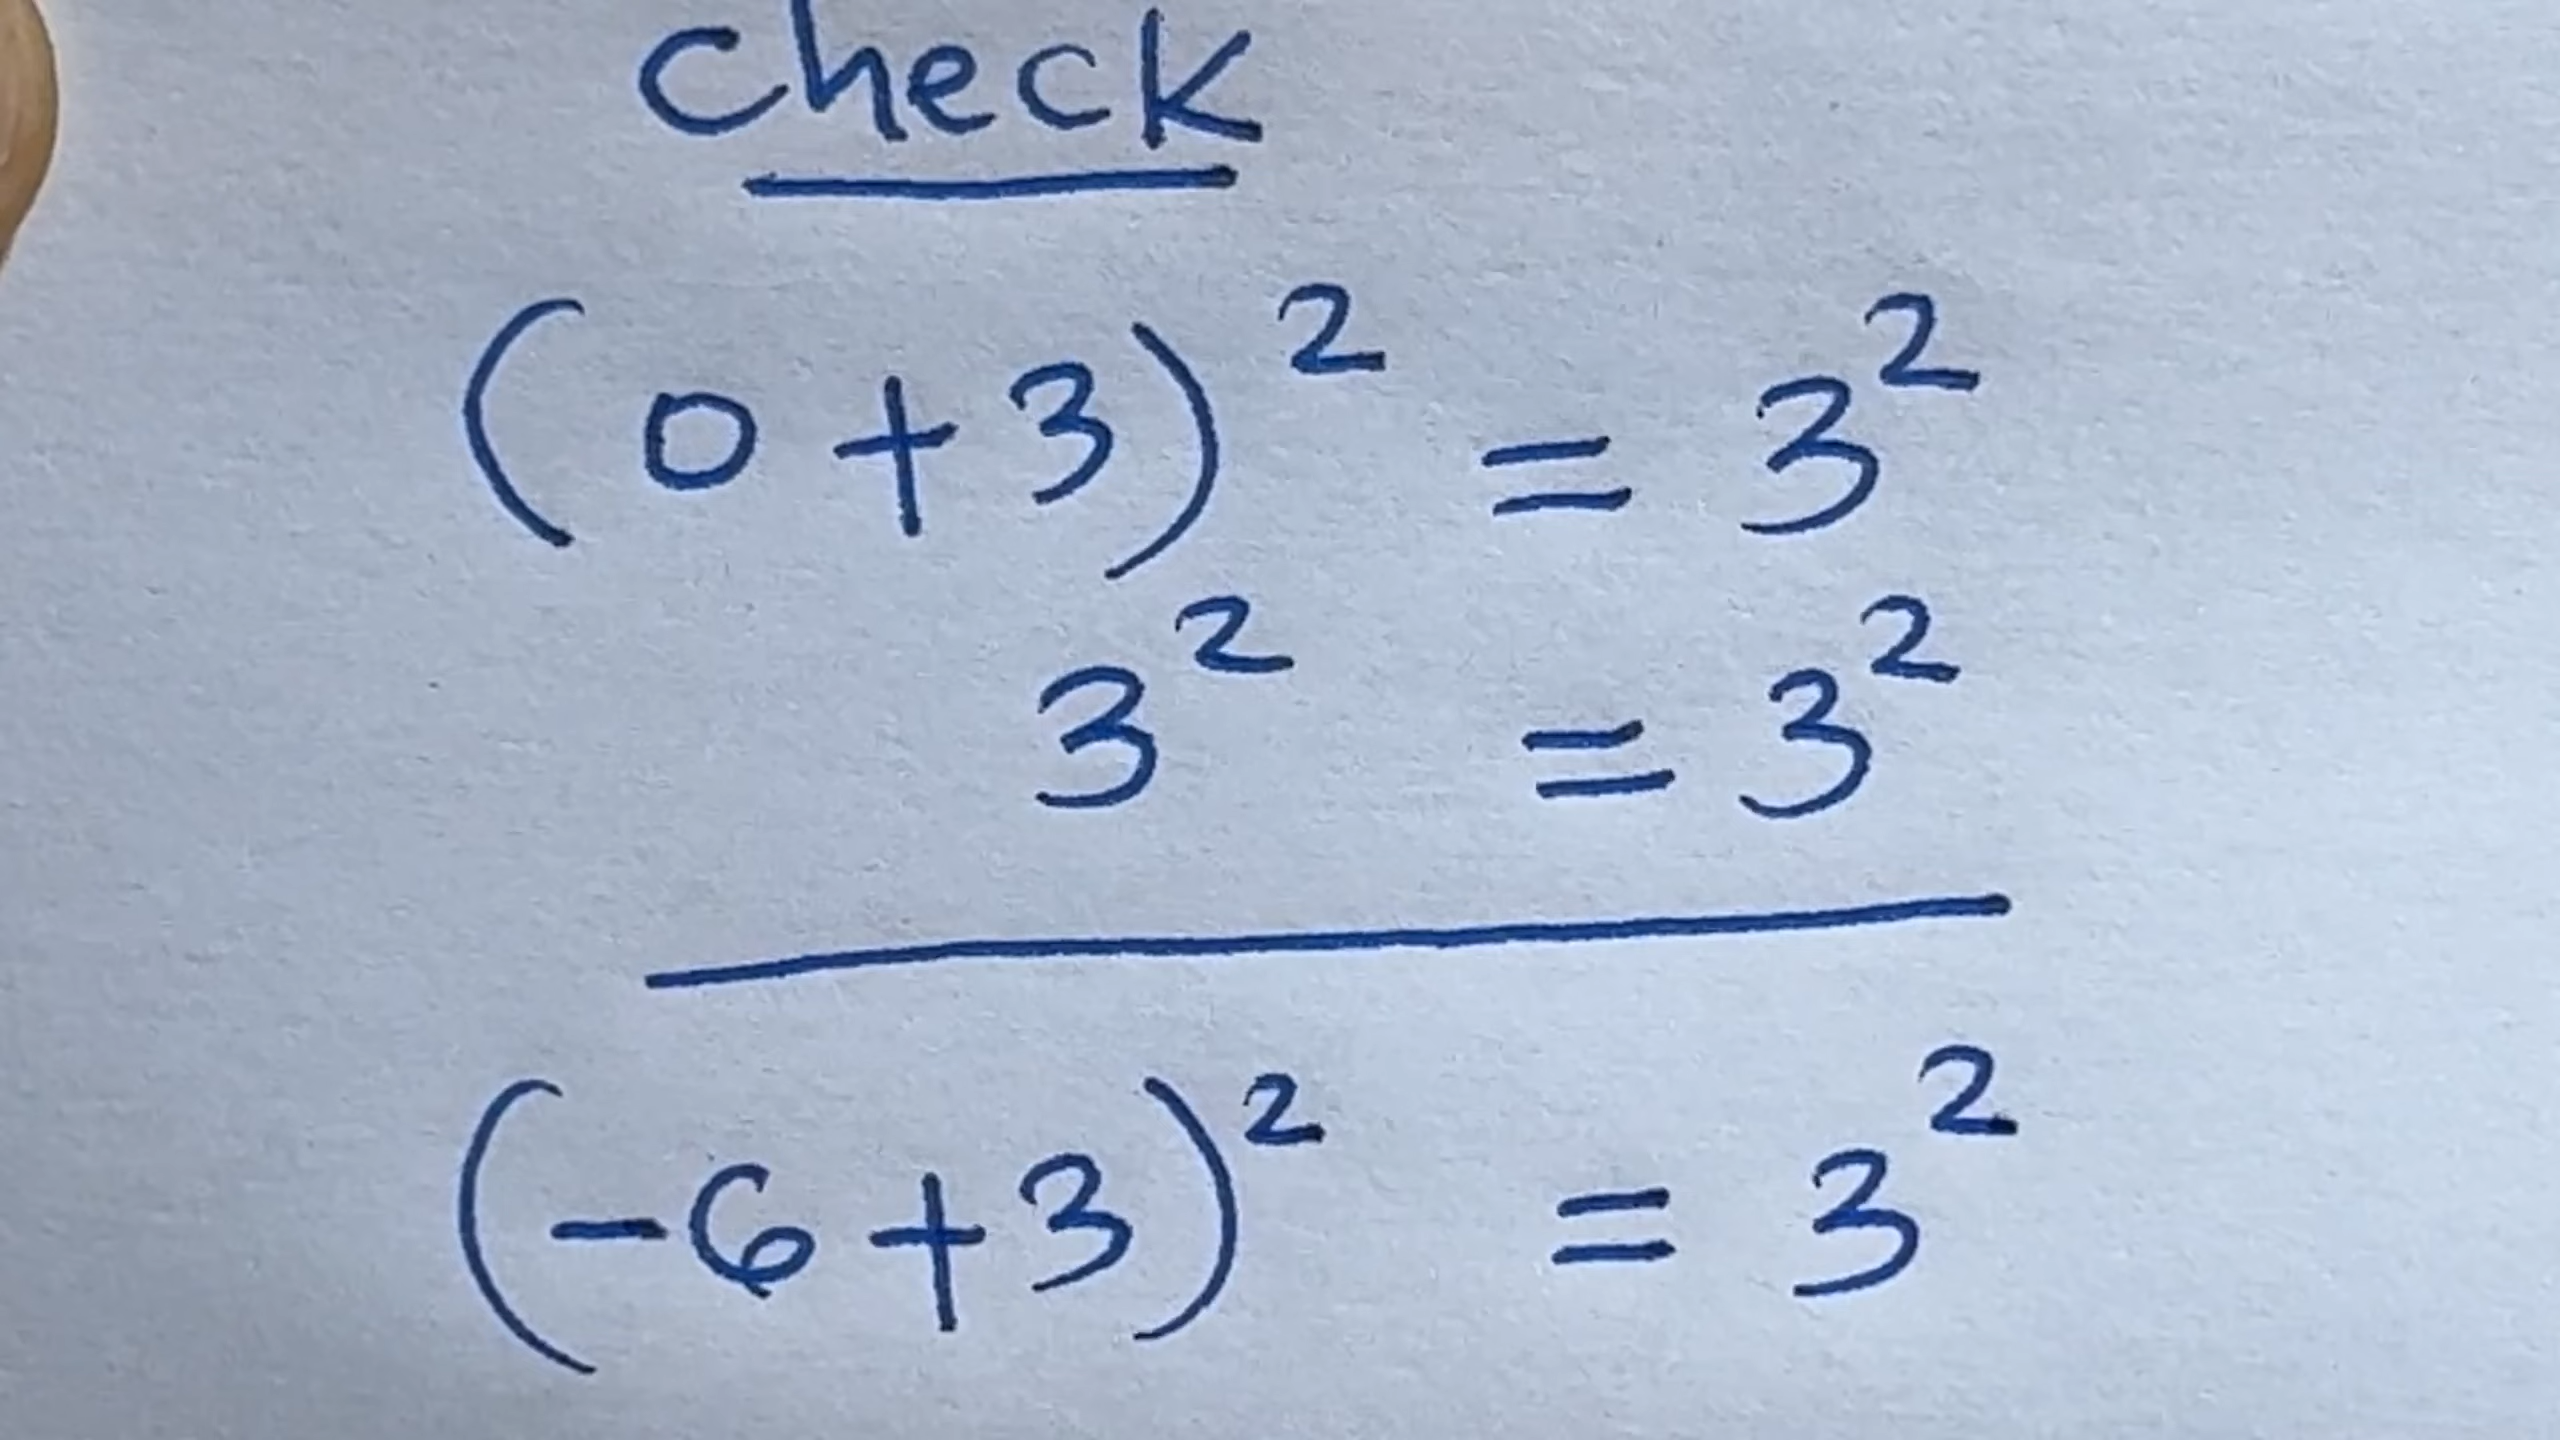 Check
(0+3)² = 3²
3² = 3²
(-6+3)² = 3²